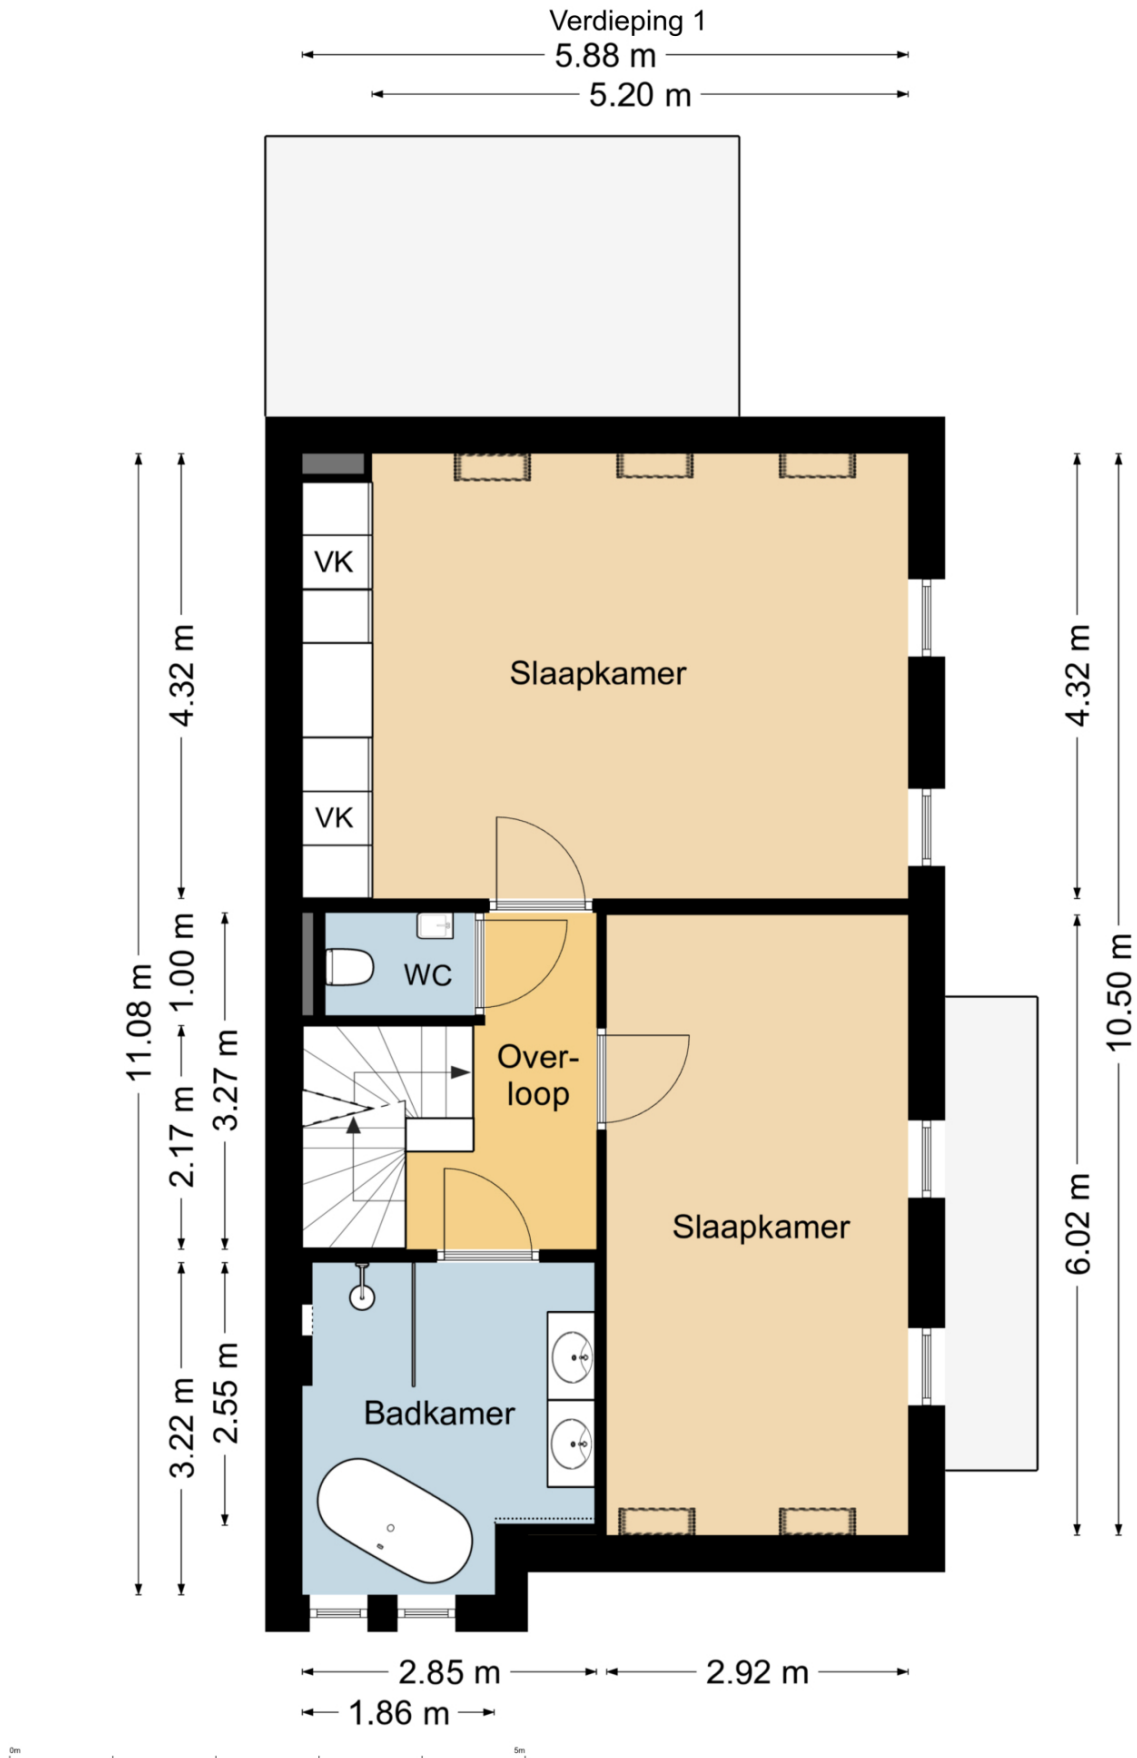 Verdieping 1
5.88 m
5.20 m
VK
4.32 m
Slaapkamer
4.32 m
VK
1.00 m
WC
11.08 m
10.50 m
3.27 m
Over-
loop
2.17 m
Slaapkamer
6.02 m
2.55 m
Badkamer
3.22 m
2.85 m
2.92 m
1.86 m
0m
5m